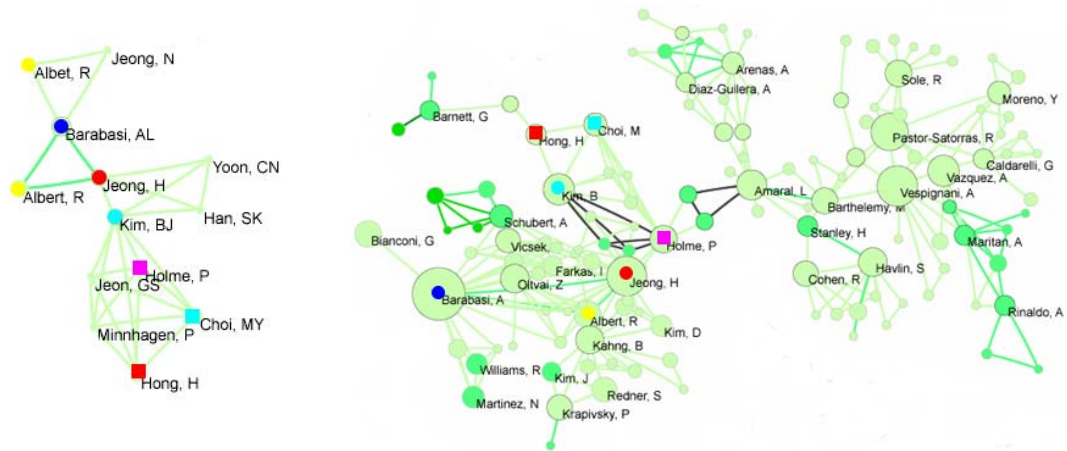 Jeong, N
Albet, R
Barabasi, AL
Yoon, CN
Jeong, H
Albert, R
Han, SK
Kim, BJ
Holme, P
Jeon, GS
Choi, MY
Minnhagen, P
Hong, H
Arenas, A
Sole, R
Diaz-Guilera, A
Moreno, Y
Barnett, G
Choi, M
Hong, H
Pastor-Satorras, R
Caldarelli, G
Vazquez, A
Kim, B
Amaral, L
Vespignani, A
Barthelemy, M
Schubert, A
Stanley, H
Bianconi, G
Vicsek,
Holme, P
Maritan, A
Farkas, I
Havlin, S
Oltvai, Z
Jeong, H
Cohen, R
Barabasi, A
Rinaldo, A
Albert, R
Kim, D
Kahng, B
Williams, R
Kim, J
Redner, S
Martinez, N
Krapivsky, P